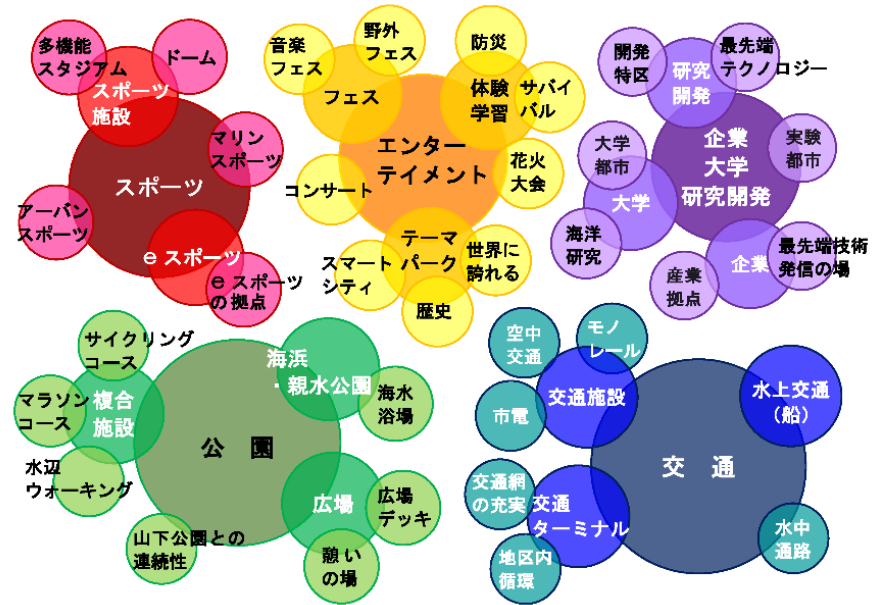 多機能
スタジアム
ドーム
スポーツ
施設
マリン
スポーツ
スポーツ
アーバン
スポーツ
eスポーツ
eスポーツ
の拠点
音楽
フェス
野外
フェス
フェス
防災
体験
学習
サバイ
バル
エンター
テイメント
花火
大会
コンサート
テーマ
パーク
世界に
誇れる
スマート
シティ
歴史
開発
特区
研究
開発
最先端
テクノロジー
企業
大学
研究開発
実験
都市
大学
都市
大学
海洋
研究
企業
最先端技術
発信の場
産業
拠点
サイクリング
コース
海浜
・親水公園
マラソン
コース
複合
施設
海水
浴場
公 園
水辺
ウォーキング
広場
広場
デッキ
山下公園との
連続性
憩い
の場
空中
交通
モノ
レール
交通施設
水上交通
（船）
市電
交 通
交通網
の充実
交通
ターミナル
水中
通路
地区内
循環